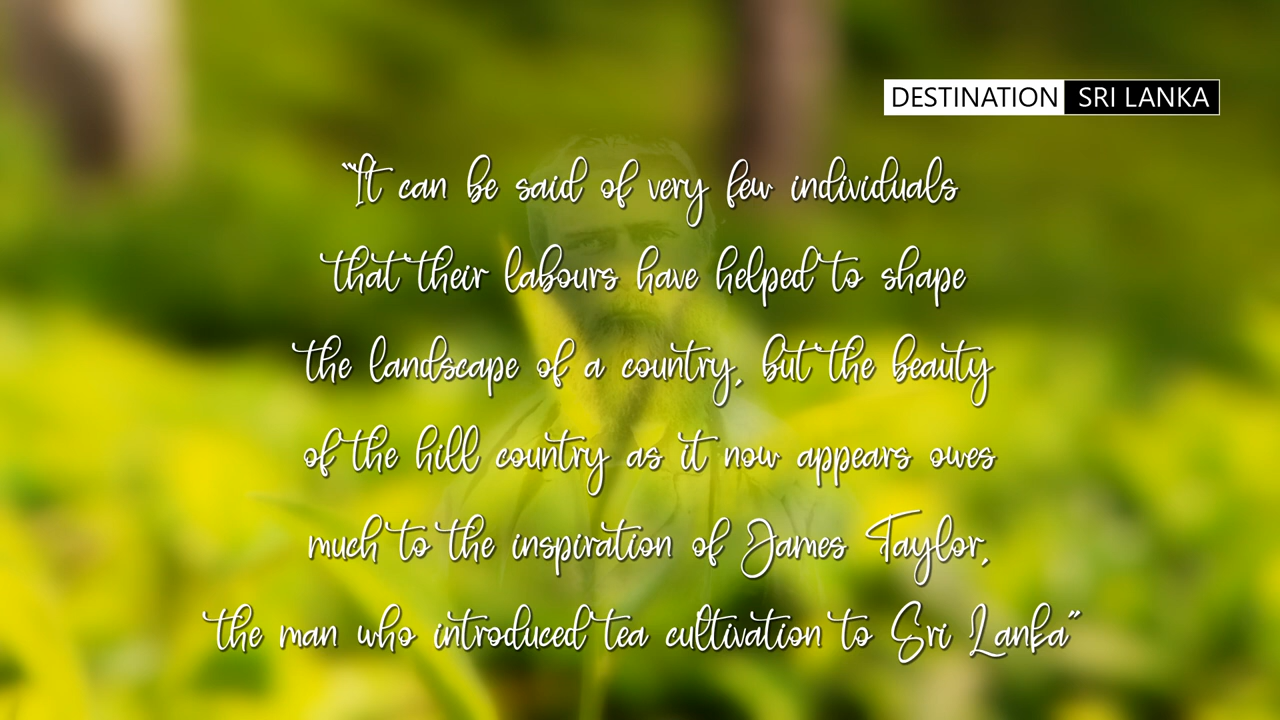 DESTINATION SRI LANKA
“It can be said of very few individuals
that their labours have helped to shape
the landscape of a country, but the beauty
of the hill country as it now appears owes
much to the inspiration of James Taylor,
the man who introduced tea cultivation to Sri Lanka”